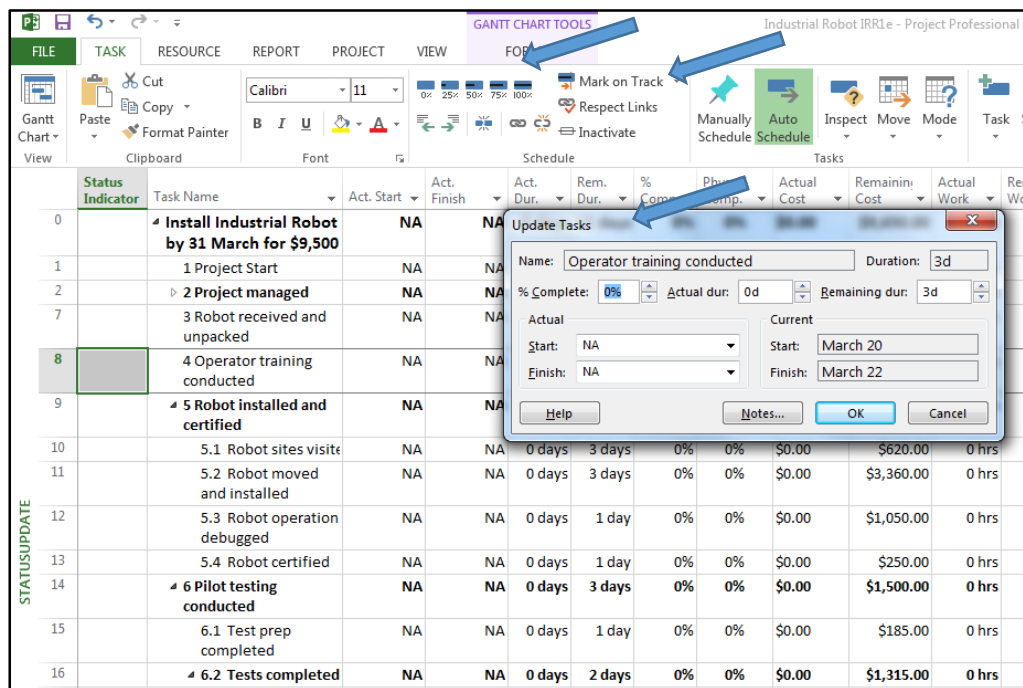 GANTT CHART TOOLS
Industrial Robot IRR1e - Project Professional
FILE TASK RESOURCE REPORT PROJECT VIEW
Gantt Chart
View
Paste
Cut
Copy
Format Painter
Clipboard
Calibri 11
B I U A
Font
0% 25% 50% 75% 100%
Mark on Track
Respect Links
Inactivate
Schedule
Manually Schedule
Auto Schedule
Inspect Move Mode
Tasks
Task
Status Indicator Task Name Act. Start Act. Finish Act. Dur. Rem. Dur. % Actual Cost Remaining Cost Actual Work
0 Install Industrial Robot NA NA
by 31 March for $9,500
1 1 Project Start NA NA
2 2 Project managed NA NA
7 3 Robot received and NA NA
unpacked
8 4 Operator training NA NA
conducted
9 5 Robot installed and NA NA
certified
10 5.1 Robot sites visite NA NA 0 days 3 days 0% 0% $0.00 $620.00 0 hrs
11 5.2 Robot moved NA NA 0 days 3 days 0% 0% $0.00 $3,360.00 0 hrs
and installed
12 5.3 Robot operation NA NA 0 days 1 day 0% 0% $0.00 $1,050.00 0 hrs
debugged
13 5.4 Robot certified NA NA 0 days 1 day 0% 0% $0.00 $250.00 0 hrs
14 6 Pilot testing NA NA 0 days 3 days 0% 0% $0.00 $1,500.00 0 hrs
conducted
15 6.1 Test prep NA NA 0 days 1 day 0% 0% $0.00 $185.00 0 hrs
completed
16 6.2 Tests completed NA NA 0 days 2 days 0% 0% $0.00 $1,315.00 0 hrs
STATUSUPDATE
Update Tasks
Name: Operator training conducted Duration: 3d
% Complete: 0% Actual dur: 0d Remaining dur: 3d
Actual
Start: NA
Finish: NA
Current
Start: March 20
Finish: March 22
Help Notes... OK Cancel